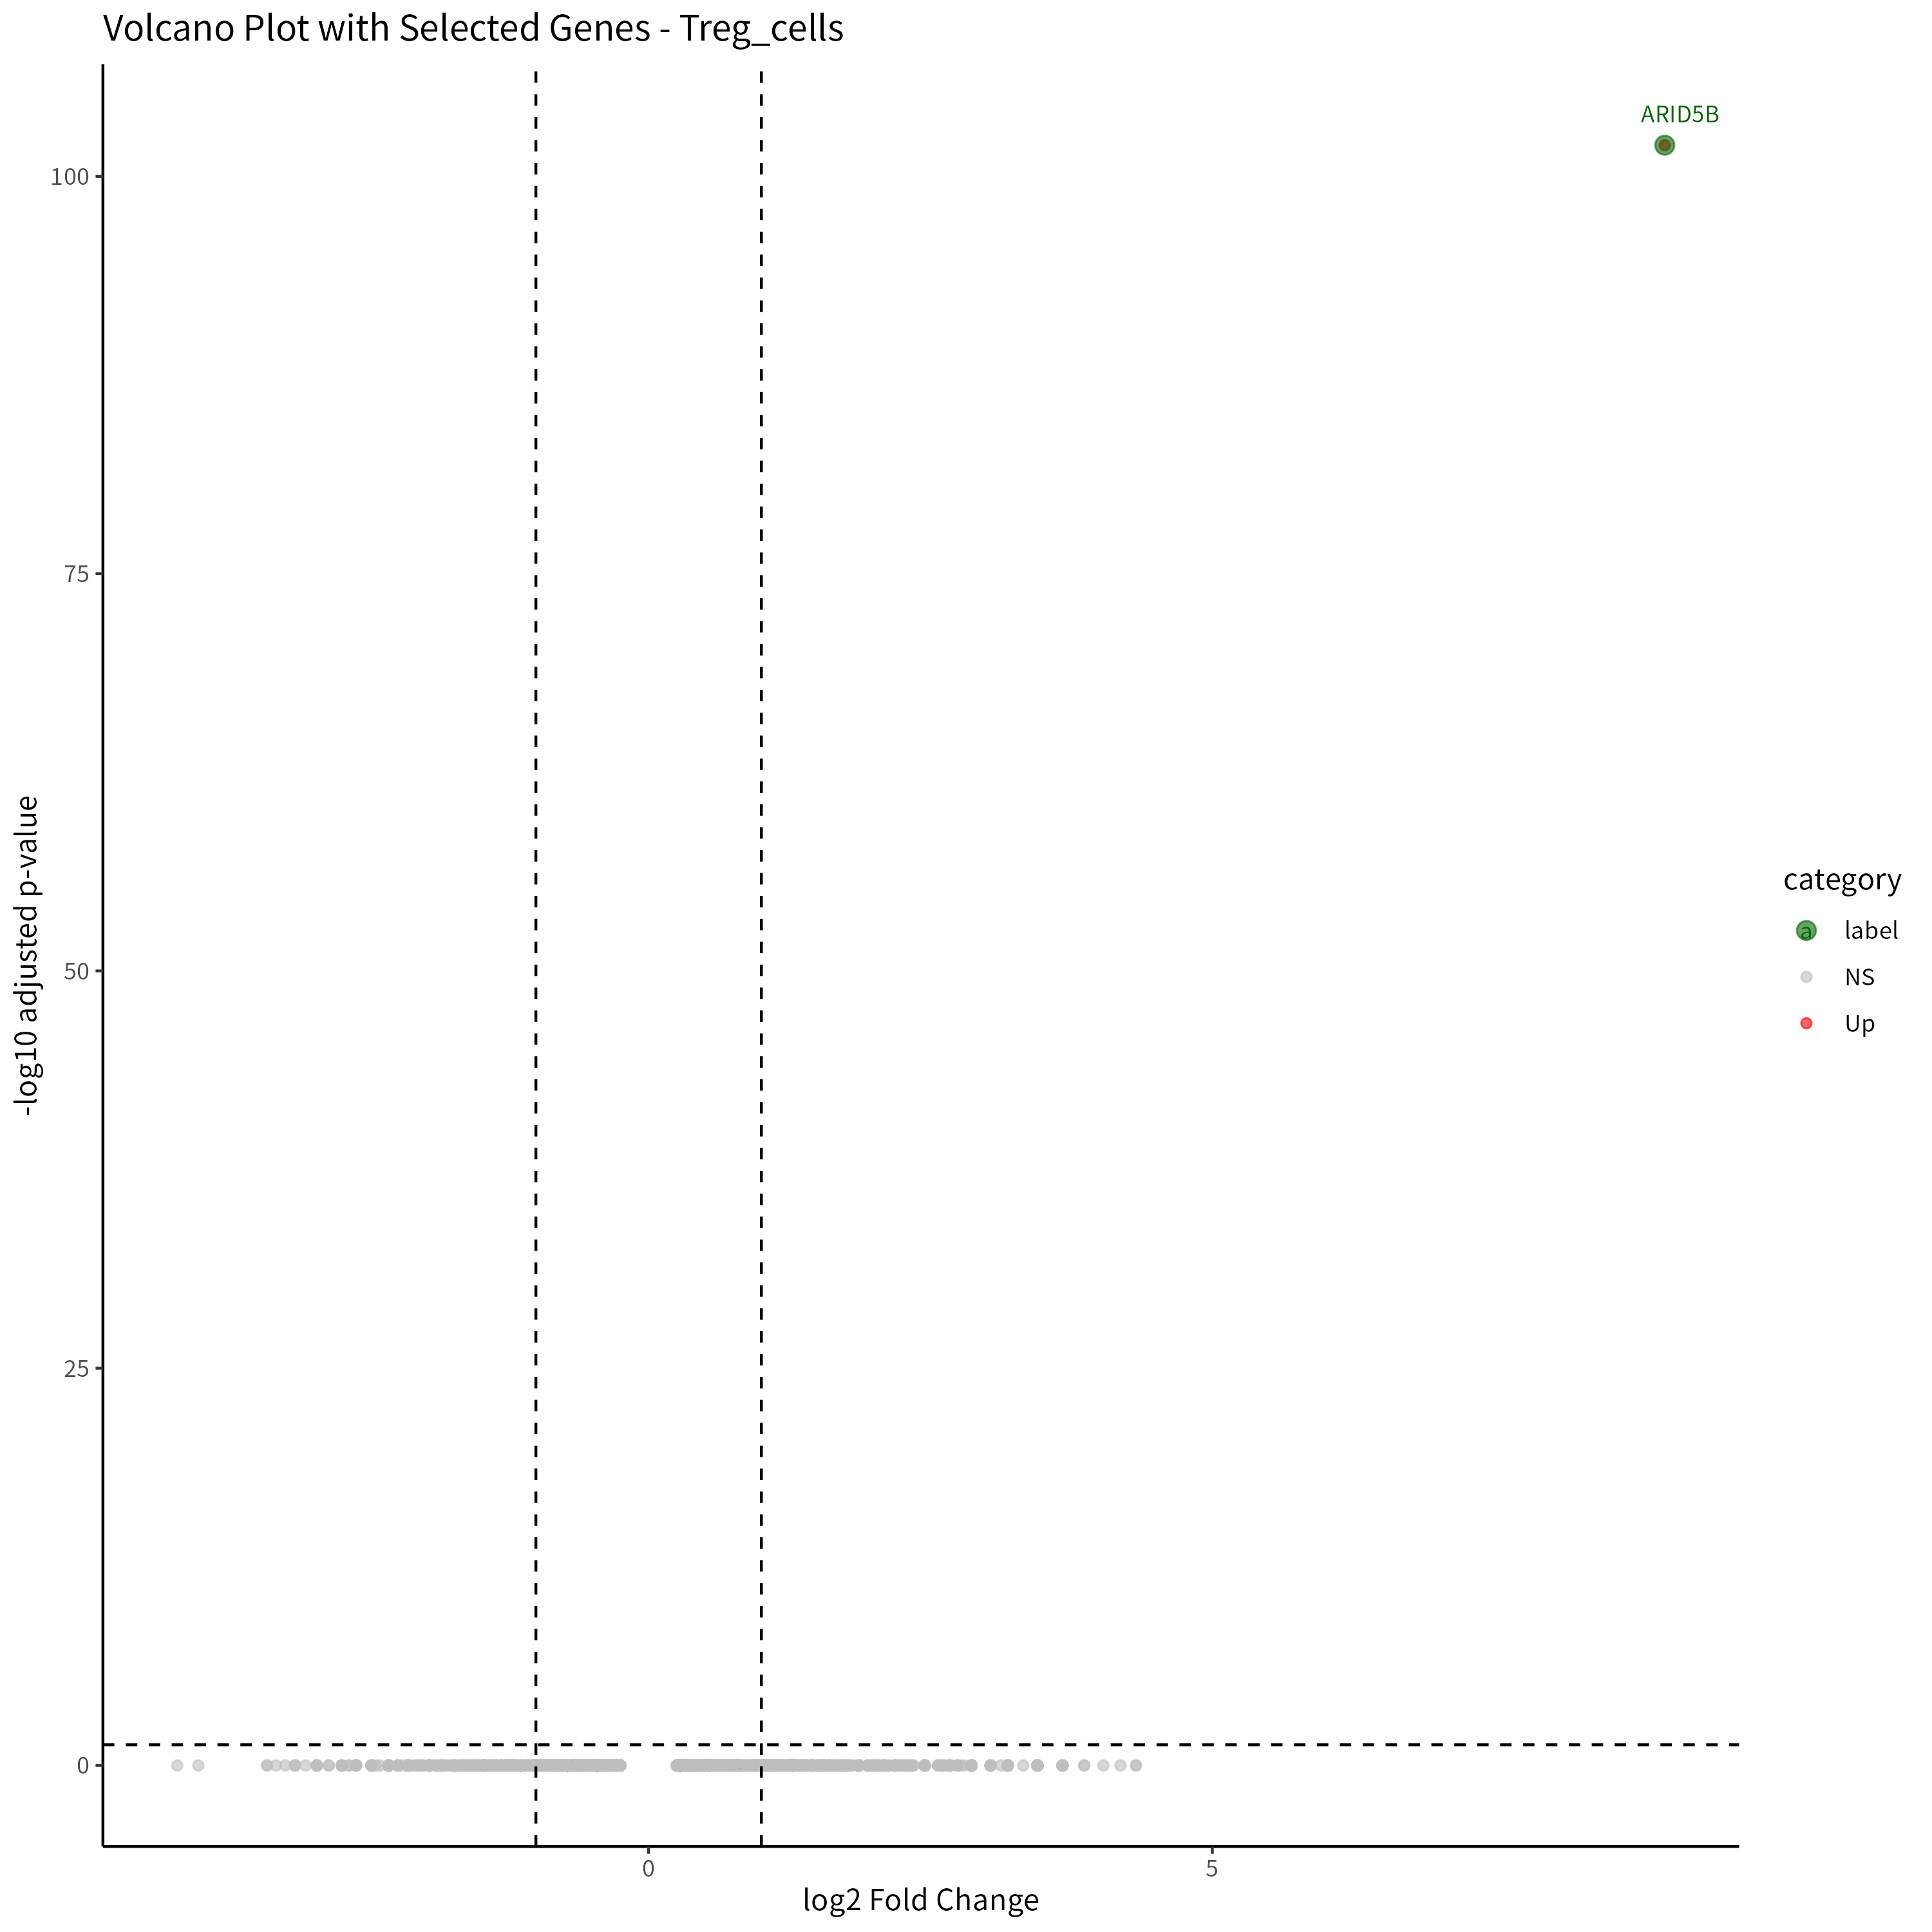 Volcano Plot with Selected Genes - Treg_cells
ARID5B
100
75
50
25
0
-log10 adjusted p-value
category
a label
NS
Up
0 5
log2 Fold Change